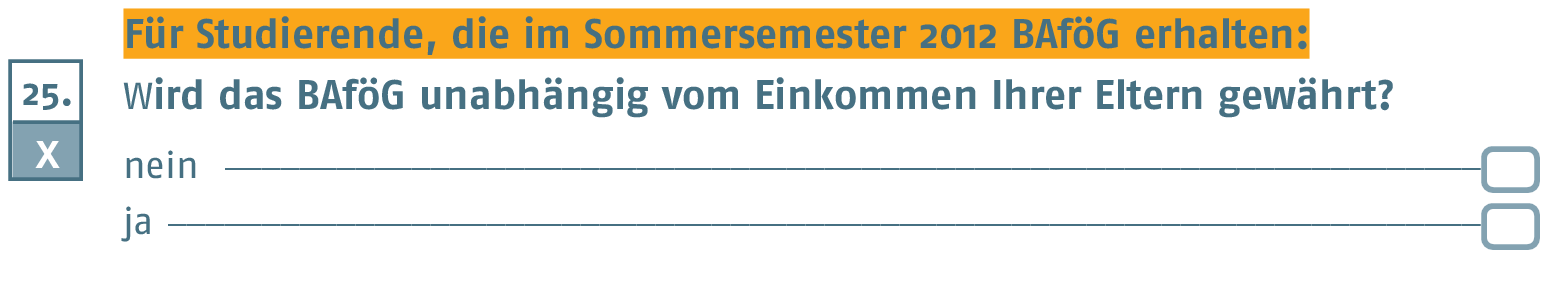 Für Studierende, die im Sommersemester 2012 BAföG erhalten:
25.
Wird das BAföG unabhängig vom Einkommen Ihrer Eltern gewährt?
X
nein
ja